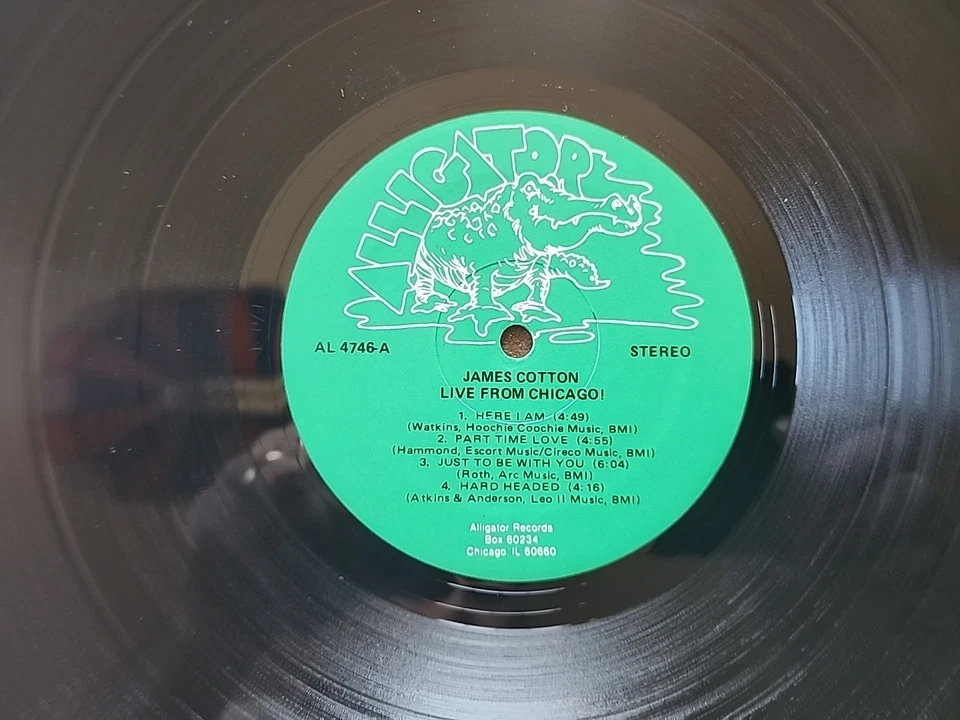 ALLIGATOR
AL 4746-A
STEREO
JAMES COTTON
LIVE FROM CHICAGO!
1. HERE I AM (4:49)
(Watkins, Hoochie Coochie Music, BMI)
2. PART TIME LOVE (4:55)
(Hammond, Escort Music/Cireco Music, BMI)
3. JUST TO BE WITH YOU (6:04)
(Roth, Arc Music, BMI)
4. HARD HEADED (4:16)
(Atkins & Anderson, Leo II Music, BMI)
Alligator Records
Box 60234
Chicago IL 60660